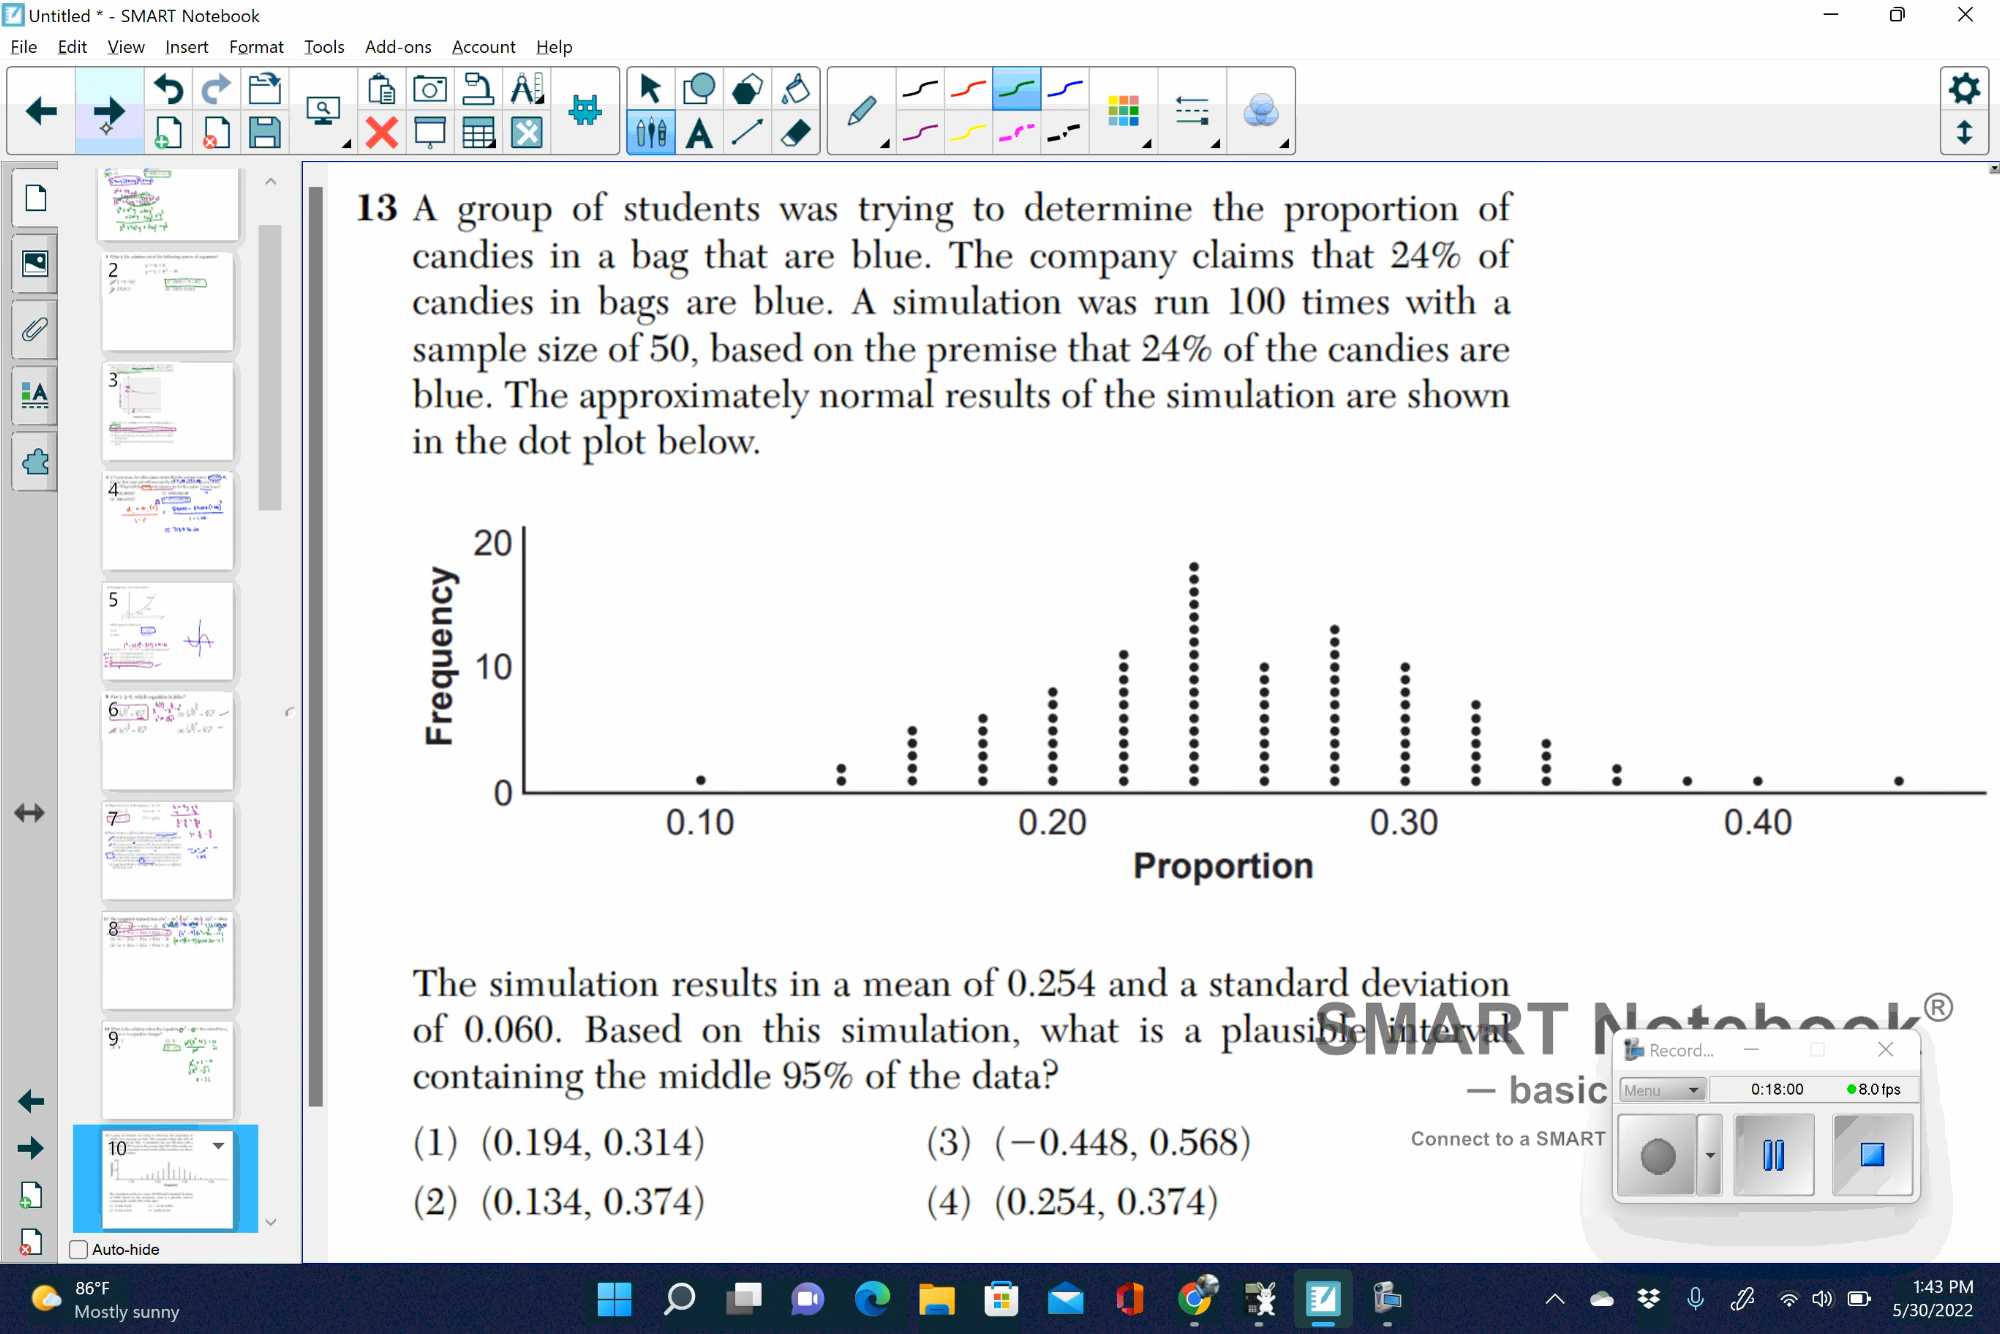 Untitled * - SMART Notebook
File Edit View Insert Format Tools Add-ons Account Help
13 A group of students was trying to determine the proportion of
candies in a bag that are blue. The company claims that 24% of
candies in bags are blue. A simulation was run 100 times with a
sample size of 50, based on the premise that 24% of the candies are
blue. The approximately normal results of the simulation are shown
in the dot plot below.
20
10
0
Frequency
0.10 0.20 0.30 0.40
Proportion
The simulation results in a mean of 0.254 and a standard deviation
of 0.060. Based on this simulation, what is a plausible interval
containing the middle 95% of the data?
(1) (0.194, 0.314) (3) (−0.448, 0.568)
(2) (0.134, 0.374) (4) (0.254, 0.374)
SMART Notebook®
— basic
Connect to a SMART
Record...
Menu 0:18:00 8.0 fps
2
3
4
5
6
7
8
9
10
Auto-hide
86°F
Mostly sunny
1:43 PM
5/30/2022